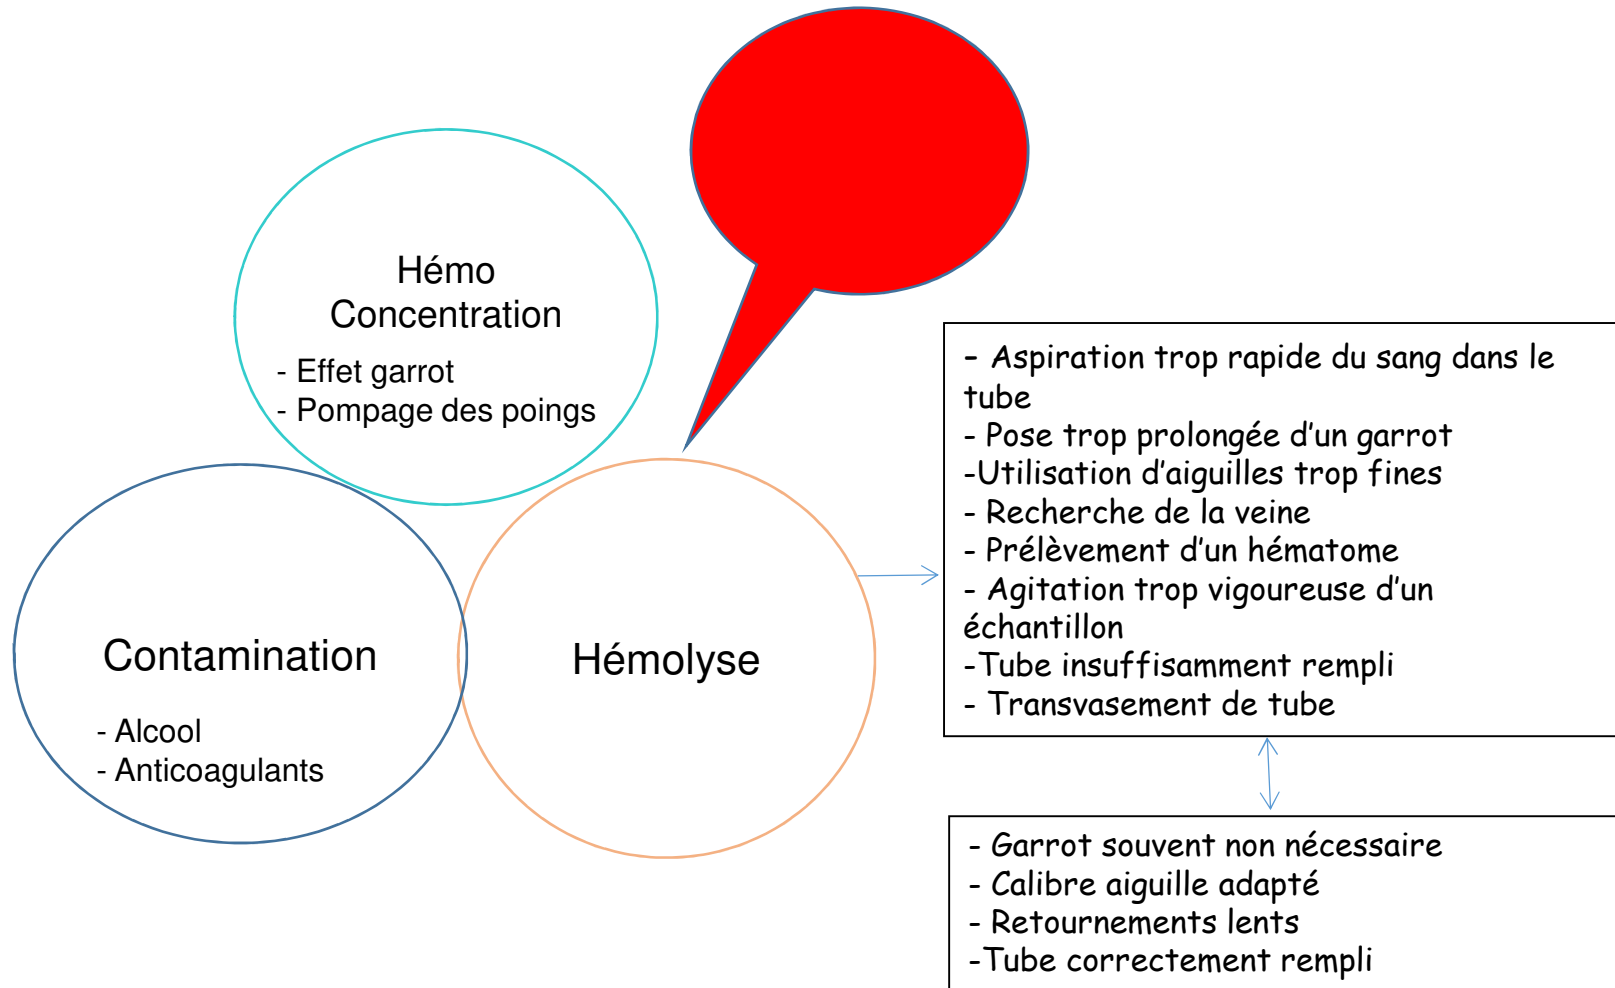 Hémo
Concentration
- Effet garrot
- Pompage des poings
Contamination
- Alcool
- Anticoagulants
Hémolyse
- Aspiration trop rapide du sang dans le
tube
- Pose trop prolongée d'un garrot
-Utilisation d'aiguilles trop fines
- Recherche de la veine
- Prélèvement d'un hématome
- Agitation trop vigoureuse d'un
échantillon
-Tube insuffisamment rempli
- Transvasement de tube
- Garrot souvent non nécessaire
- Calibre aiguille adapté
- Retournements lents
-Tube correctement rempli